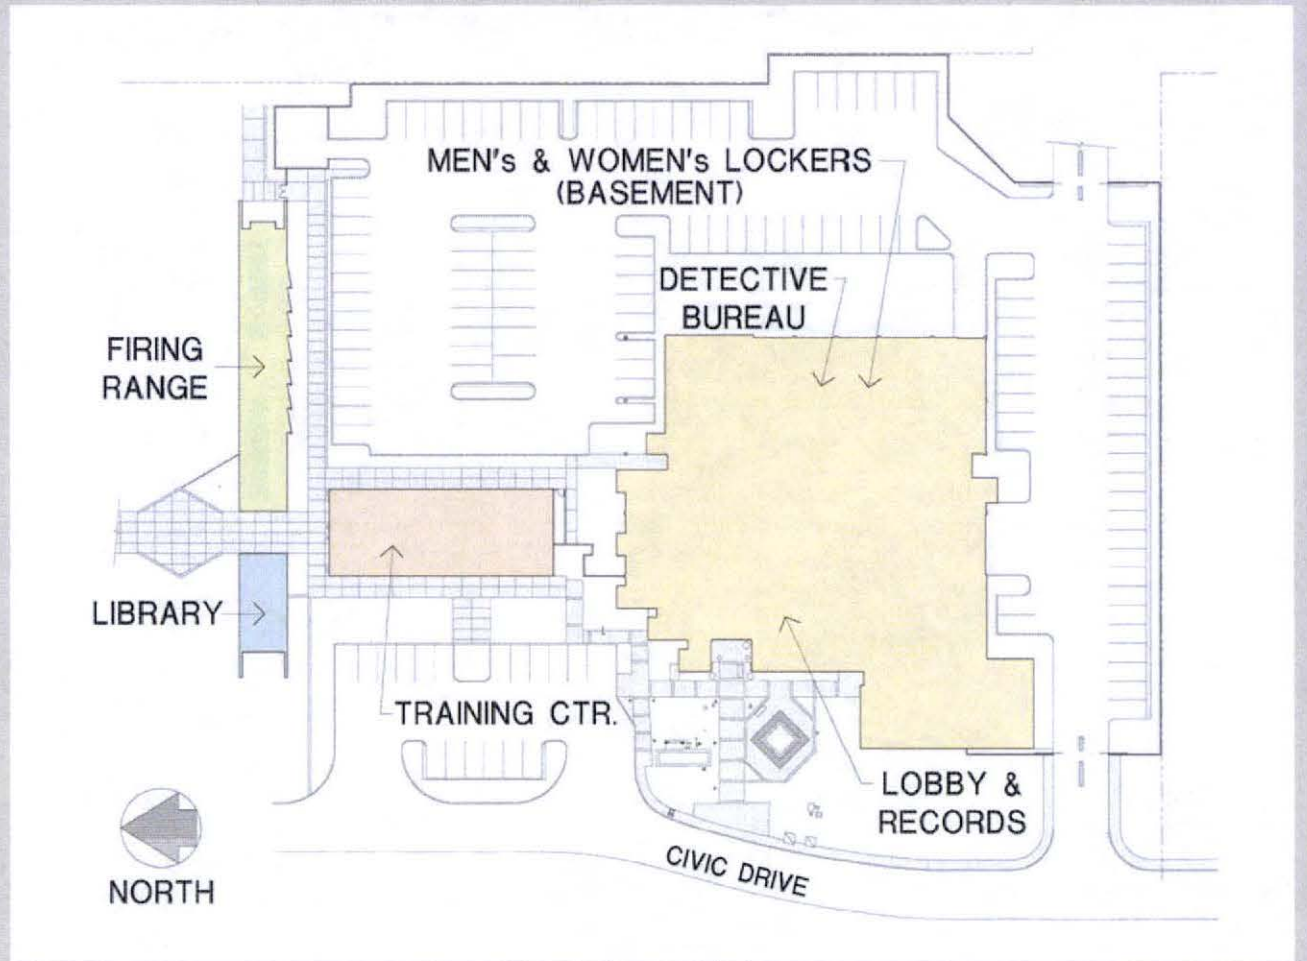 MEN's & WOMEN's LOCKERS
(BASEMENT)
DETECTIVE
BUREAU
FIRING
RANGE
LIBRARY
TRAINING CTR.
LOBBY &
RECORDS
CIVIC DRIVE
NORTH